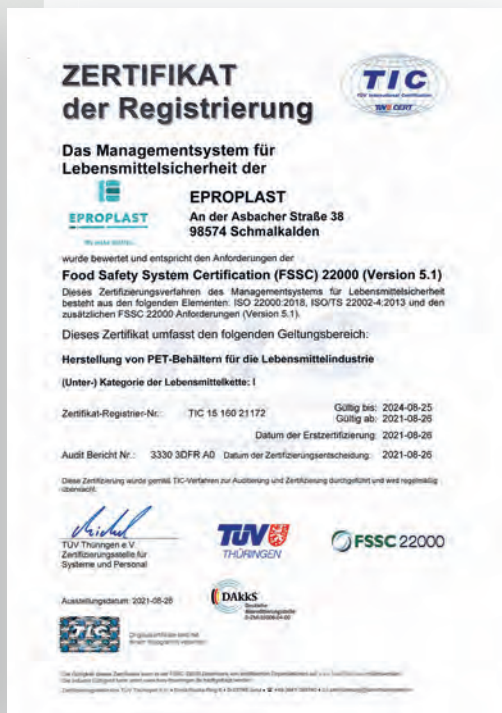 ZERTIFIKAT
der Registrierung
TIC
TÜV International Certification
TÜV CERT
Das Managementsystem für
Lebensmittelsicherheit der
EPROPLAST
EPROPLAST
An der Asbacher Straße 38
98574 Schmalkalden
wurde bewertet und entspricht den Anforderungen der
Food Safety System Certification (FSSC) 22000 (Version 5.1)
Dieses Zertifizierungsverfahren des Managementsystems für Lebensmittelsicherheit
besteht aus den folgenden Elementen: ISO 22000:2018, ISO/TS 22002-4:2013 und den
zusätzlichen FSSC 22000 Anforderungen (Version 5.1).
Dieses Zertifikat umfasst den folgenden Geltungsbereich:
Herstellung von PET-Behältern für die Lebensmittelindustrie
(Unter-) Kategorie der Lebensmittelkette: I
Zertifikat-Registrier-Nr.: TIC 15 160 21172
Gültig bis: 2024-08-25
Gültig ab: 2021-08-26
Datum der Erstzertifizierung: 2021-08-26
Audit Bericht Nr.: 3330 3DFR A0 Datum der Zertifizierungsentscheidung: 2021-08-26
Diese Zertifizierung wurde gemäß TIC-Verfahren zur Auditierung und Zertifizierung durchgeführt und wird regelmäßig
überwacht.
TÜV Thüringen e.V.
Zertifizierungsstelle für
Systeme und Personal
TÜV
THÜRINGEN
FSSC 22000
Ausstellungsdatum: 2021-08-26
DAkkS
Deutsche
Akkreditierungsstelle
TIC